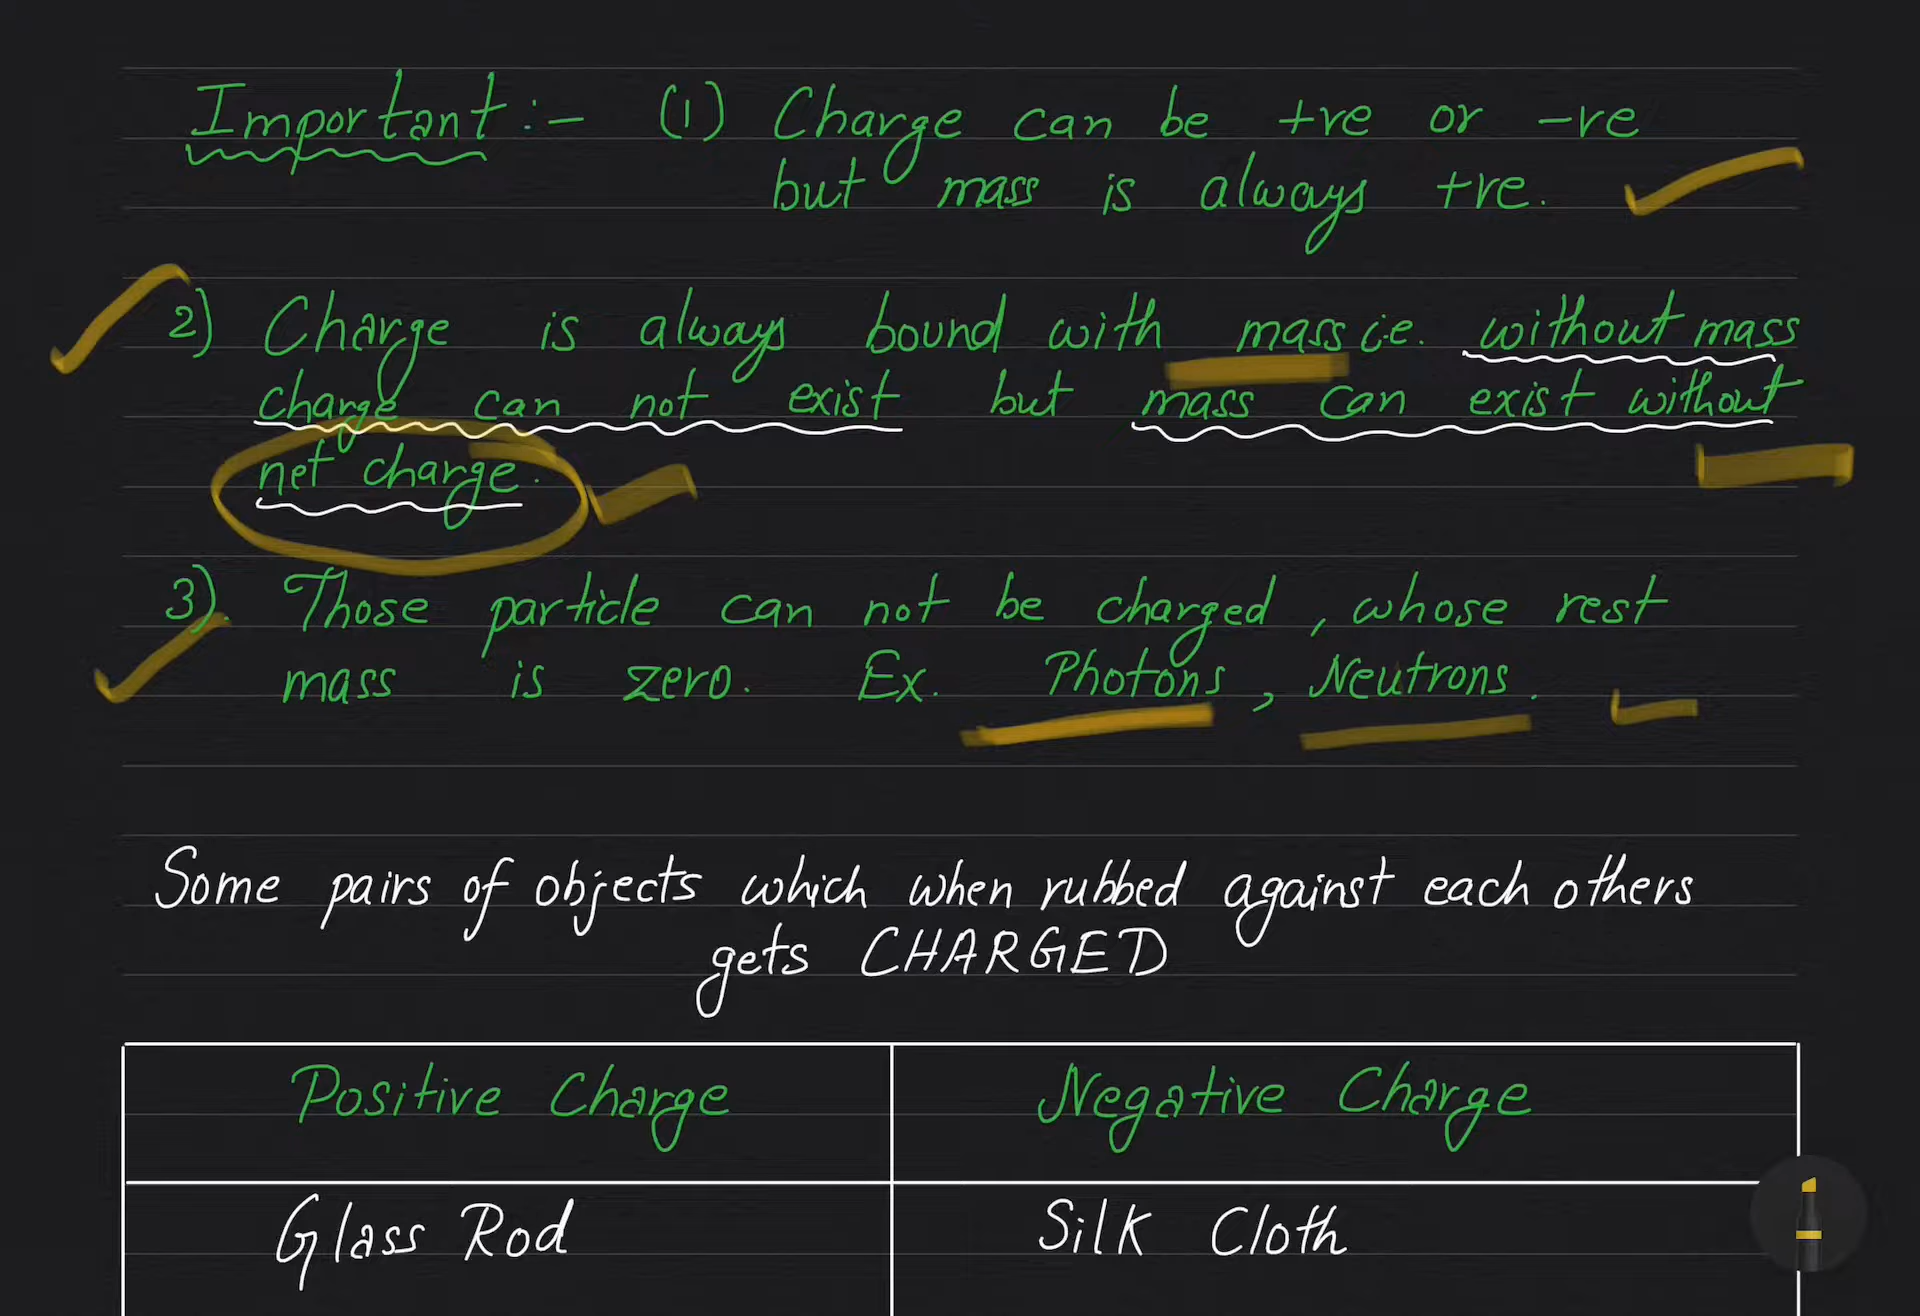 Important :- (1) Charge can be +ve or -ve
but mass is always +ve.
2) Charge is always bound with mass i.e. without mass
charge can not exist but mass can exist without
net charge.
3). Those particle can not be charged, whose rest
mass is zero. Ex. Photons, Neutrons.
Some pairs of objects which when rubbed against each others
gets CHARGED
Positive Charge Negative Charge
Glass Rod Silk Cloth